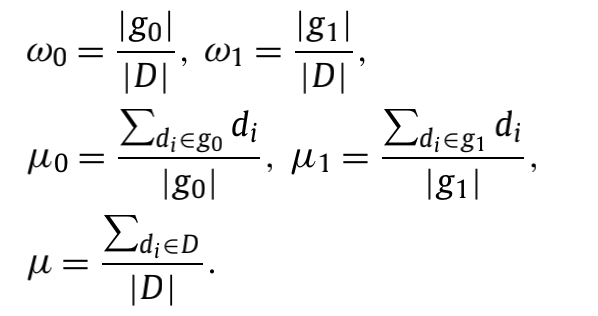 ω₀ = |g₀| / |D|, ω₁ = |g₁| / |D|,
μ₀ = ∑_{dᵢ∈g₀} dᵢ / |g₀|, μ₁ = ∑_{dᵢ∈g₁} dᵢ / |g₁|,
μ = ∑_{dᵢ∈D} / |D|.